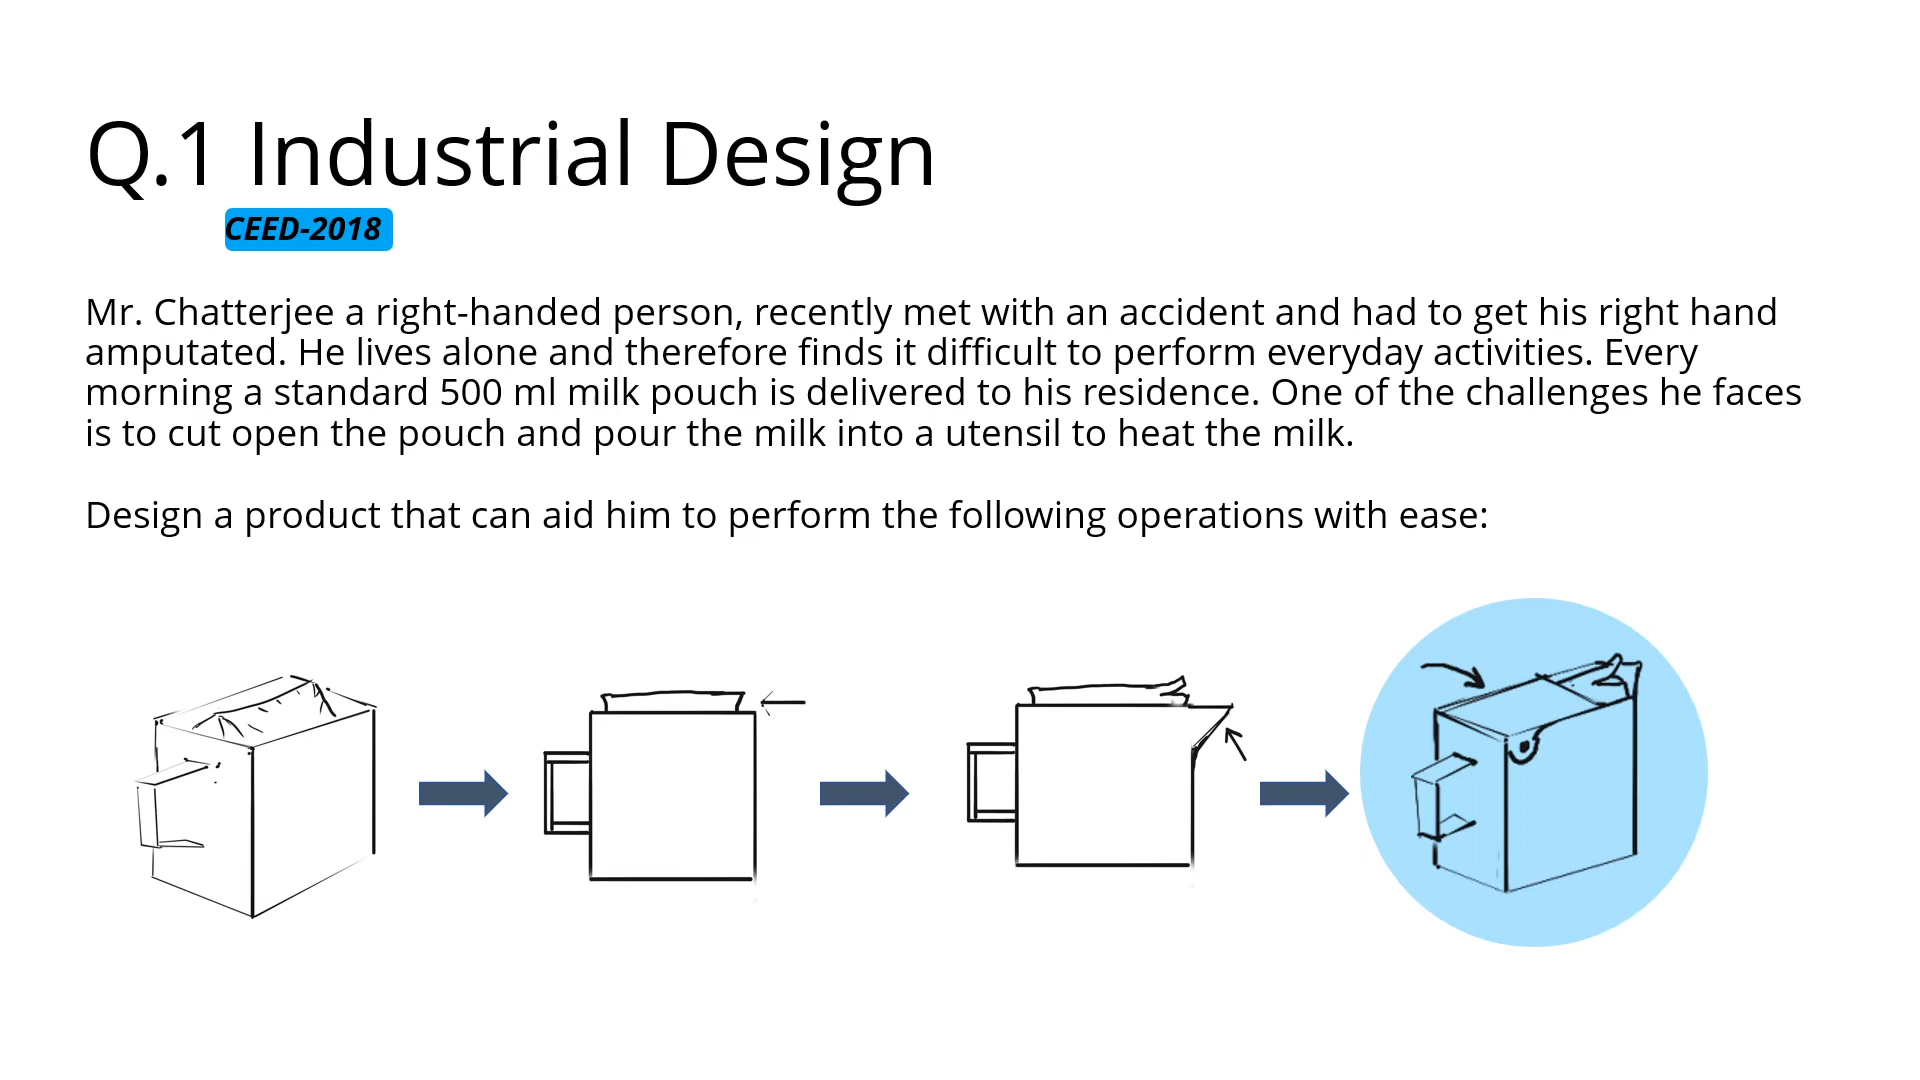 Q.1 Industrial Design
CEED-2018
Mr. Chatterjee a right-handed person, recently met with an accident and had to get his right hand
amputated. He lives alone and therefore finds it difficult to perform everyday activities. Every
morning a standard 500 ml milk pouch is delivered to his residence. One of the challenges he faces
is to cut open the pouch and pour the milk into a utensil to heat the milk.
Design a product that can aid him to perform the following operations with ease: